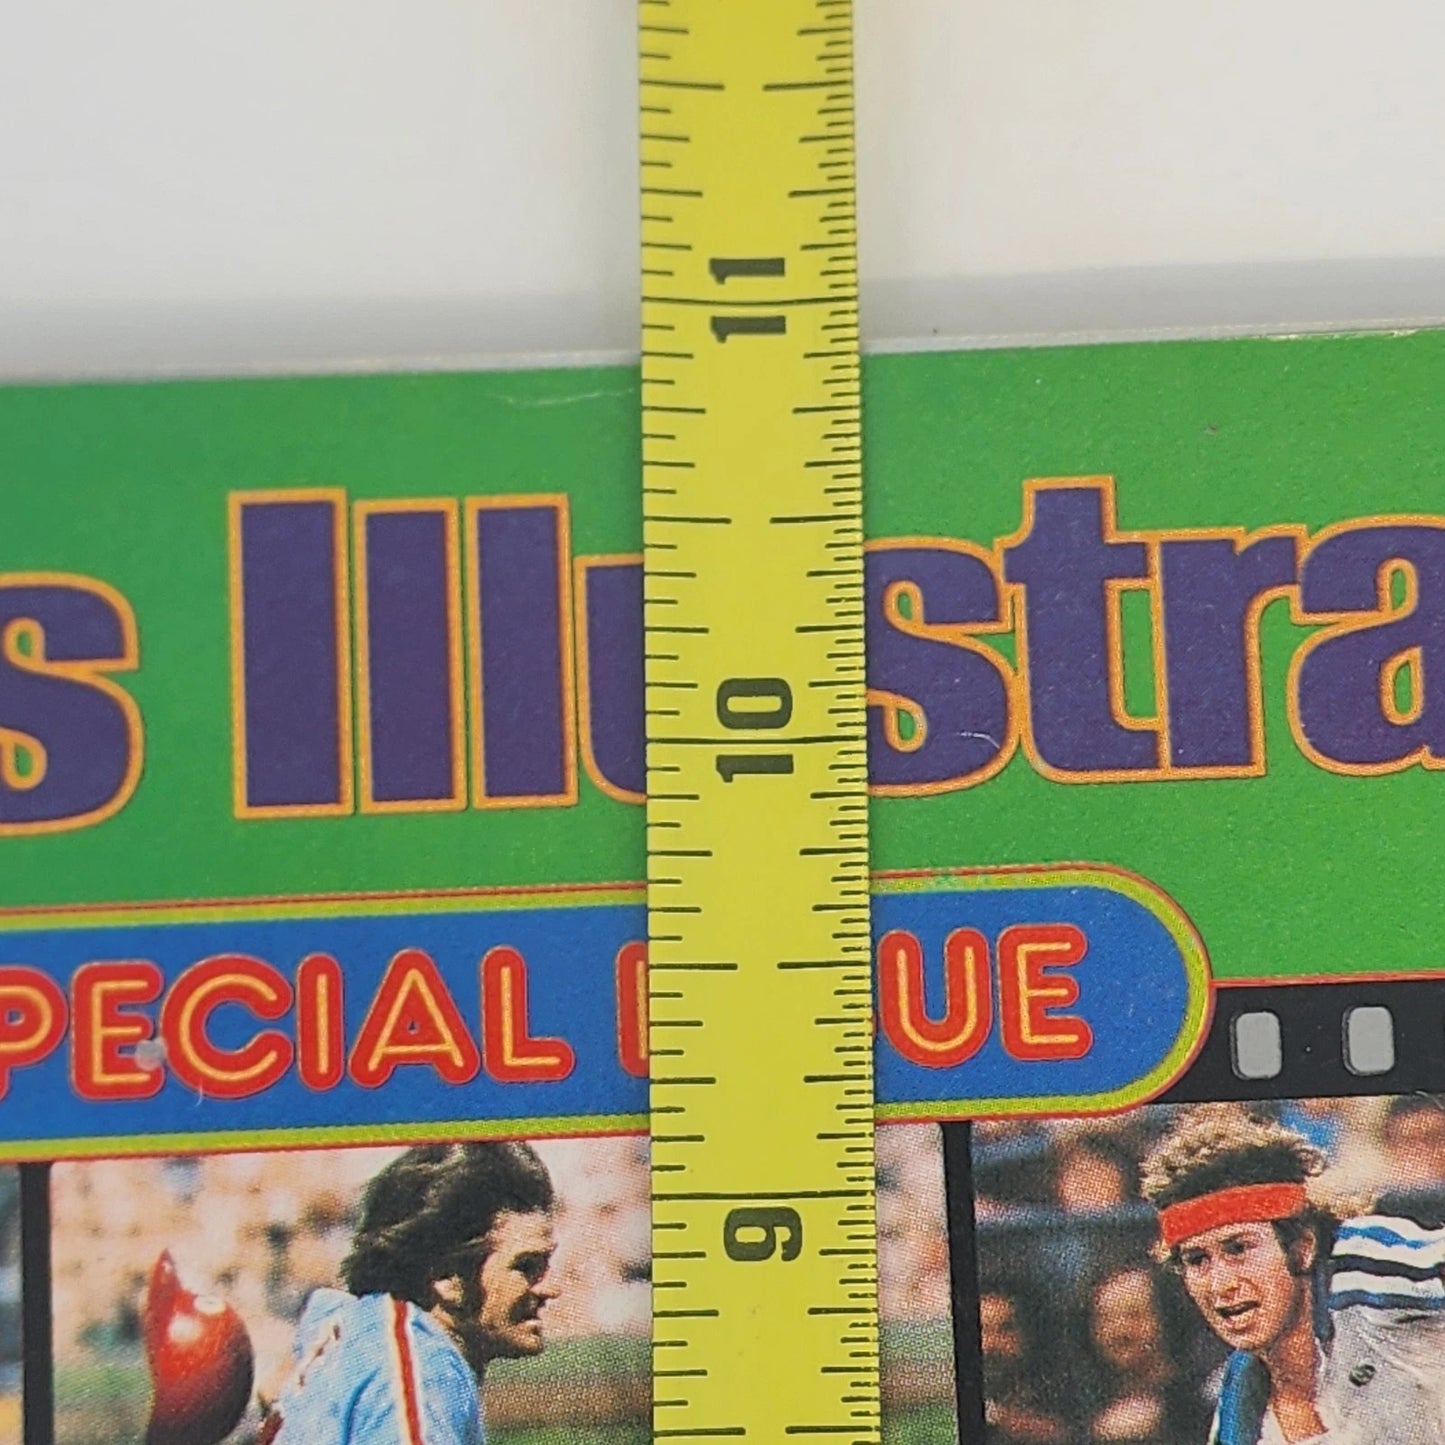 11
s Illustra
10
PECIAL I UE
9